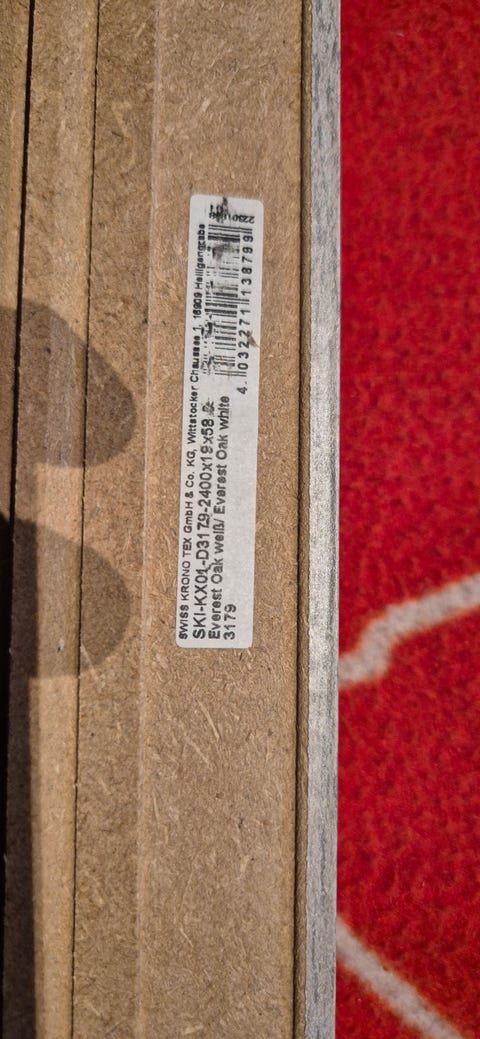 SWISS KRONO TEX GmbH & Co. KG, Wittstocker Chaussee 1, 16909 Heiligengrabe
SKI-KX01-D3179-2400x19x58
Everest Oak weiß/ Everest Oak white
3179
4 032271 138799